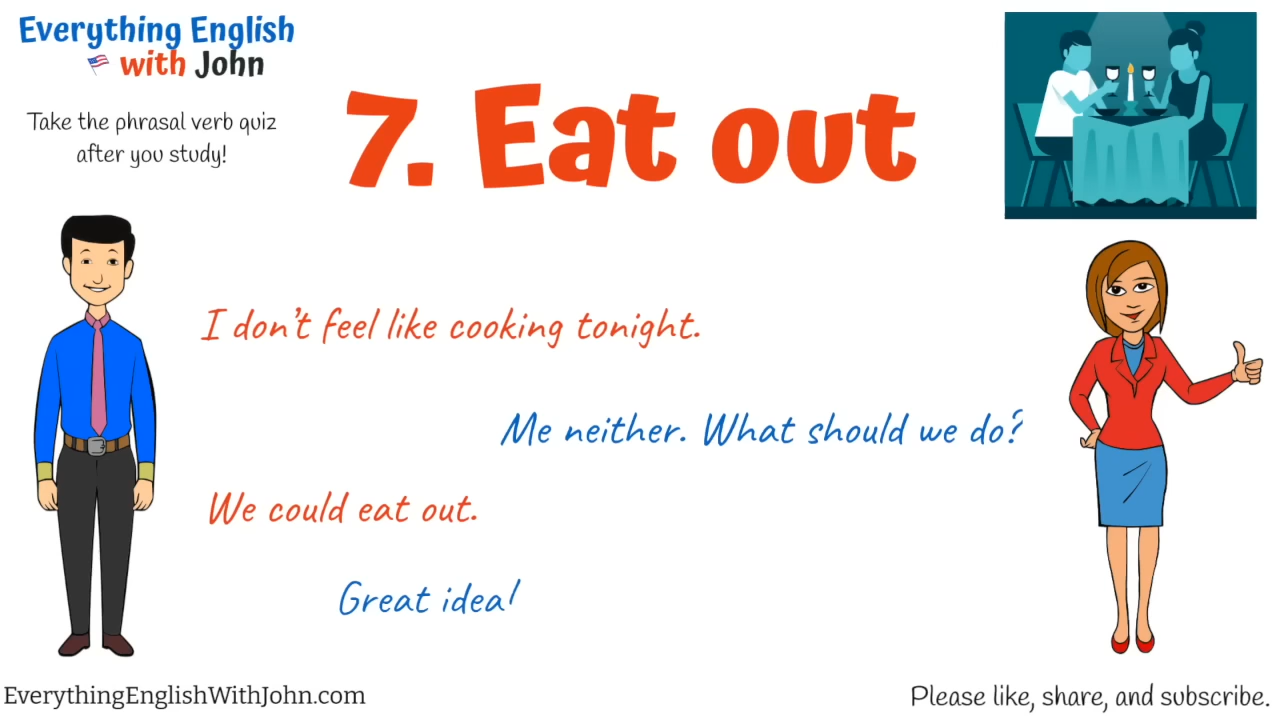 Everything English
with John
Take the phrasal verb quiz
after you study!
7. Eat out
I don't feel like cooking tonight.
Me neither. What should we do?
We could eat out.
Great idea!
EverythingEnglishWithJohn.com
Please like, share, and subscribe.